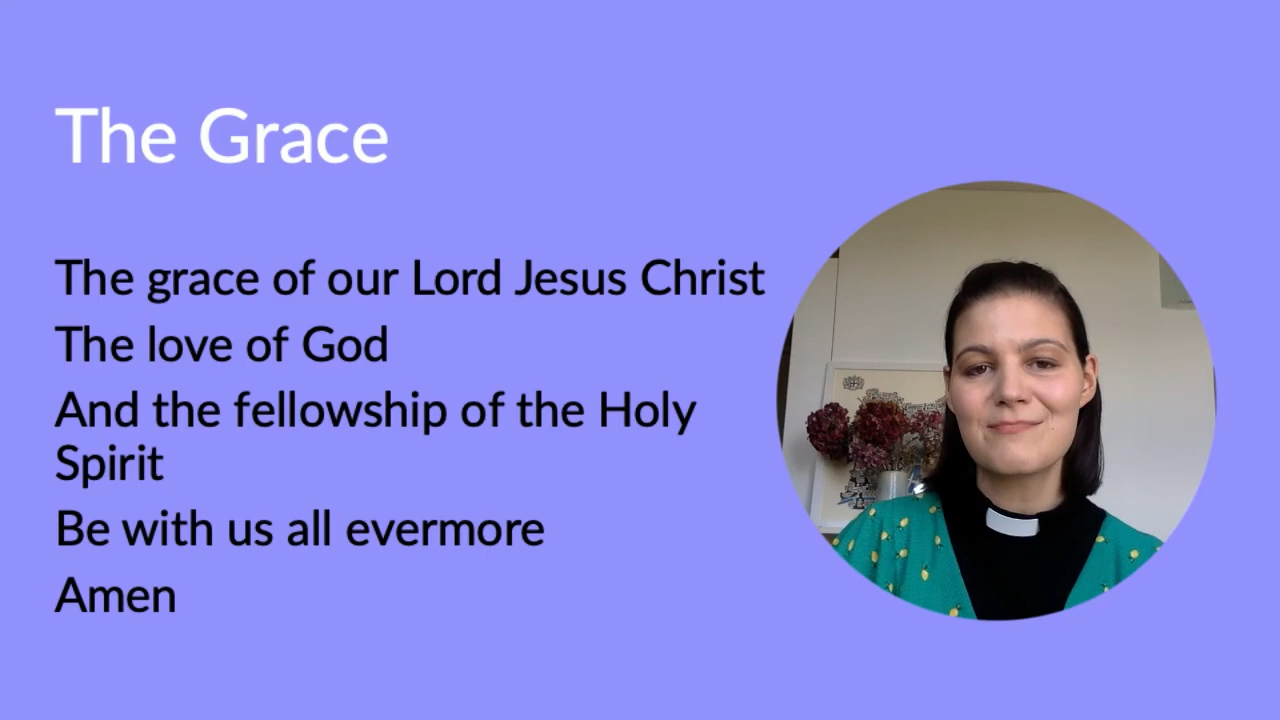 The Grace
The grace of our Lord Jesus Christ
The love of God
And the fellowship of the Holy
Spirit
Be with us all evermore
Amen